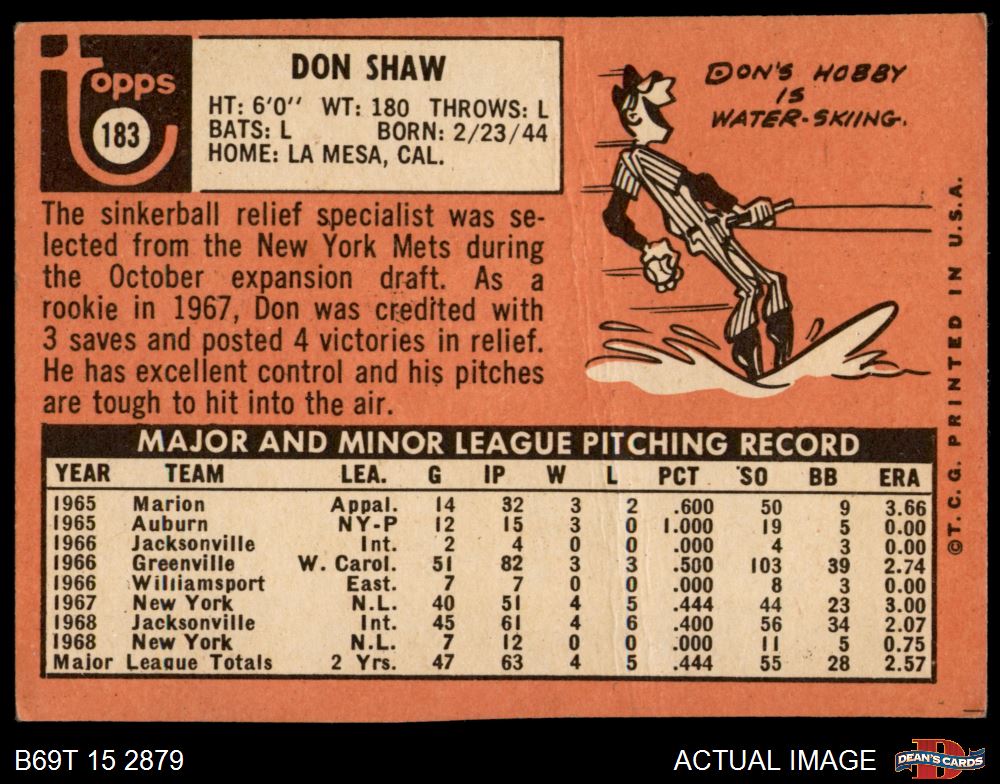 Topps
183
DON SHAW
HT: 6'0" WT: 180 THROWS: L
BATS: L BORN: 2/23/44
HOME: LA MESA, CAL.
DON'S HOBBY
IS
WATER-SKIING.
The sinkerball relief specialist was se-
lected from the New York Mets during
the October expansion draft. As a
rookie in 1967, Don was credited with
3 saves and posted 4 victories in relief.
He has excellent control and his pitches
are tough to hit into the air.
MAJOR AND MINOR LEAGUE PITCHING RECORD
YEAR TEAM LEA. G IP W L PCT SO BB ERA
1965 Marion Appal. 14 32 3 2 .600 50 9 3.66
1965 Auburn NY-P 12 15 3 0 1.000 19 5 0.00
1966 Jacksonville Int. 2 4 0 0 .000 4 3 0.00
1966 Greenville W. Carol. 51 82 3 3 .500 103 39 2.74
1966 Williamsport East. 7 7 0 0 .000 8 3 0.00
1967 New York N.L. 40 51 4 5 .444 44 23 3.00
1968 Jacksonville Int. 45 61 4 6 .400 56 34 2.07
1968 New York N.L. 7 12 0 0 .000 11 5 0.75
Major League Totals 2 Yrs. 47 63 4 5 .444 55 28 2.57
©T.C.G. PRINTED IN U.S.A.
B69T 15 2879
ACTUAL IMAGE
DEAN'S CARDS